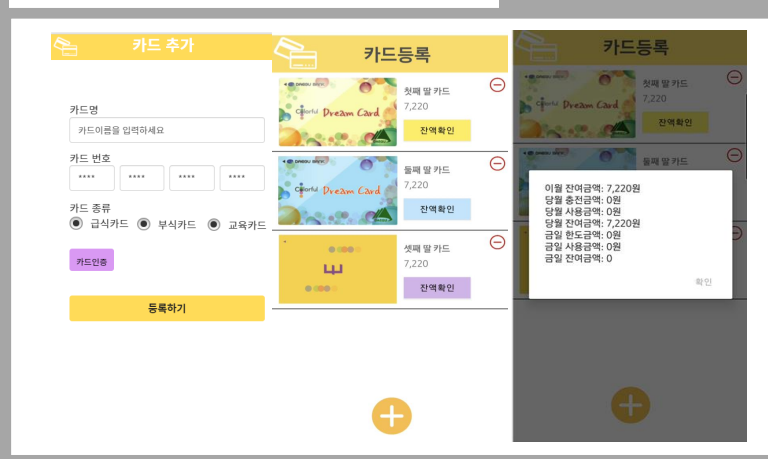 카드 추가
카드명
카드이름을 입력하세요
카드 번호
**** **** **** ****
카드 종류
급식카드 부식카드 교육카드
카드인증
등록하기
카드등록
Colorful Dream Card
첫째 딸 카드
7,220
잔액확인
Colorful Dream Card
둘째 딸 카드
7,220
잔액확인
셋째 딸 카드
7,220
잔액확인
카드등록
Dream Card
첫째 딸 카드
7,220
잔액확인
둘째 딸 카드
이월 잔여금액: 7,220원
당월 충전금액: 0원
당월 사용금액: 0원
당월 잔여금액: 7,220원
금일 한도금액: 0원
금일 사용금액: 0원
금일 잔여금액: 0
확인